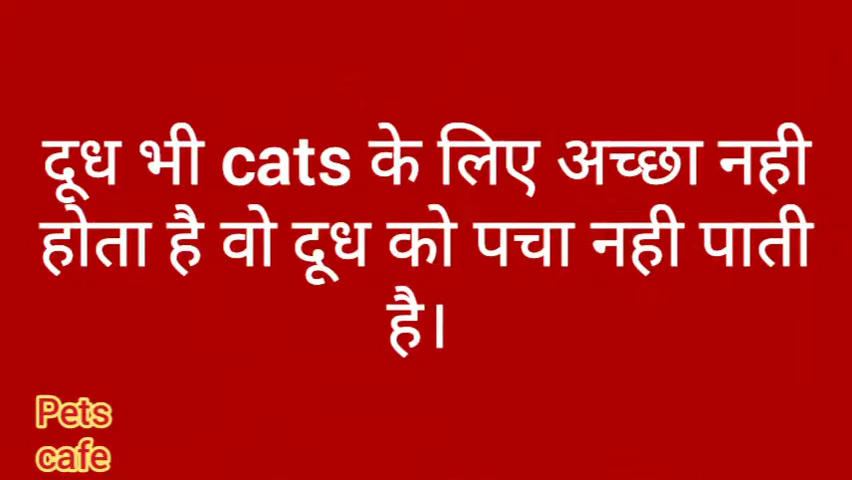 दूध भी cats के लिए अच्छा नही
होता है वो दूध को पचा नही पाती
है।
Pets
cafe